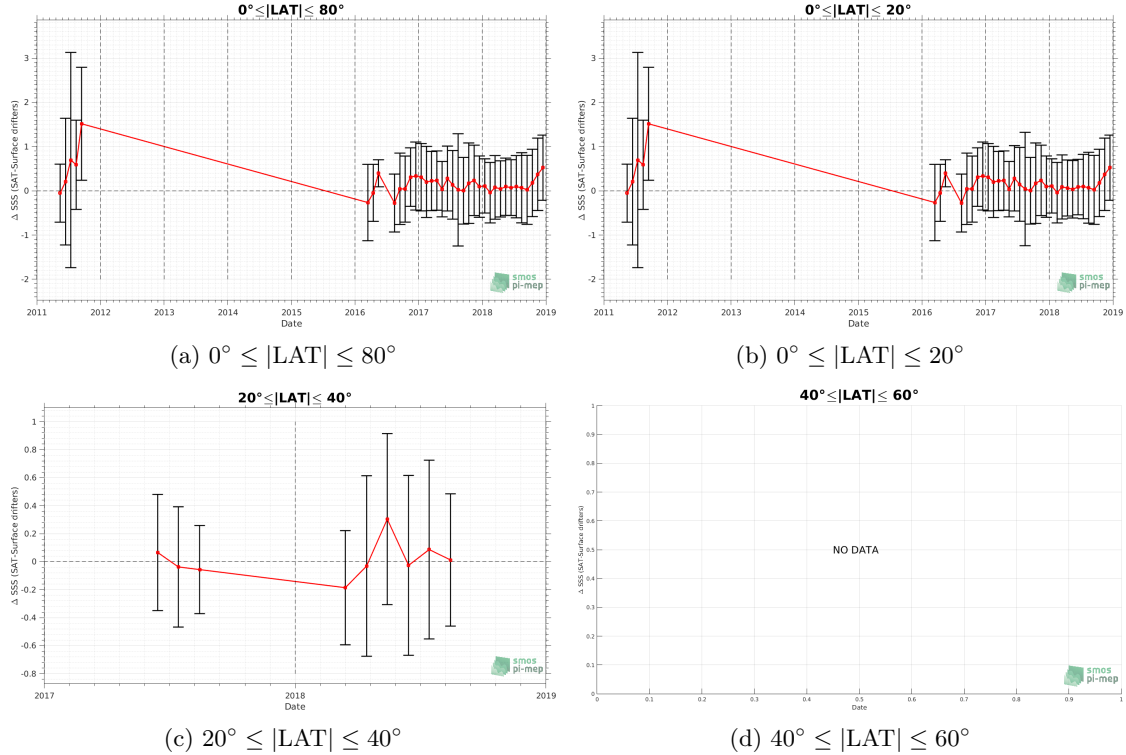 0°≤|LAT|≤ 80°
Δ SSS (SAT-Surface drifters)
3
2
1
0
-1
-2
2011 2012 2013 2014 2015 2016 2017 2018 2019
Date
smos
pi-mep
(a) 0° ≤ |LAT| ≤ 80°
0°≤|LAT|≤ 20°
Δ SSS (SAT-Surface drifters)
3
2
1
0
-1
-2
2011 2012 2013 2014 2015 2016 2017 2018 2019
Date
smos
pi-mep
(b) 0° ≤ |LAT| ≤ 20°
20°≤|LAT|≤ 40°
Δ SSS (SAT-Surface drifters)
1
0.8
0.6
0.4
0.2
0
-0.2
-0.4
-0.6
-0.8
2017 2018 2019
Date
smos
pi-mep
(c) 20° ≤ |LAT| ≤ 40°
40°≤|LAT|≤ 60°
Δ SSS (SAT-Surface drifters)
1
0.9
0.8
0.7
0.6
0.5
0.4
0.3
0.2
0.1
0
NO DATA
0 0.1 0.2 0.3 0.4 0.5 0.6 0.7 0.8 0.9 1
Date
smos
pi-mep
(d) 40° ≤ |LAT| ≤ 60°